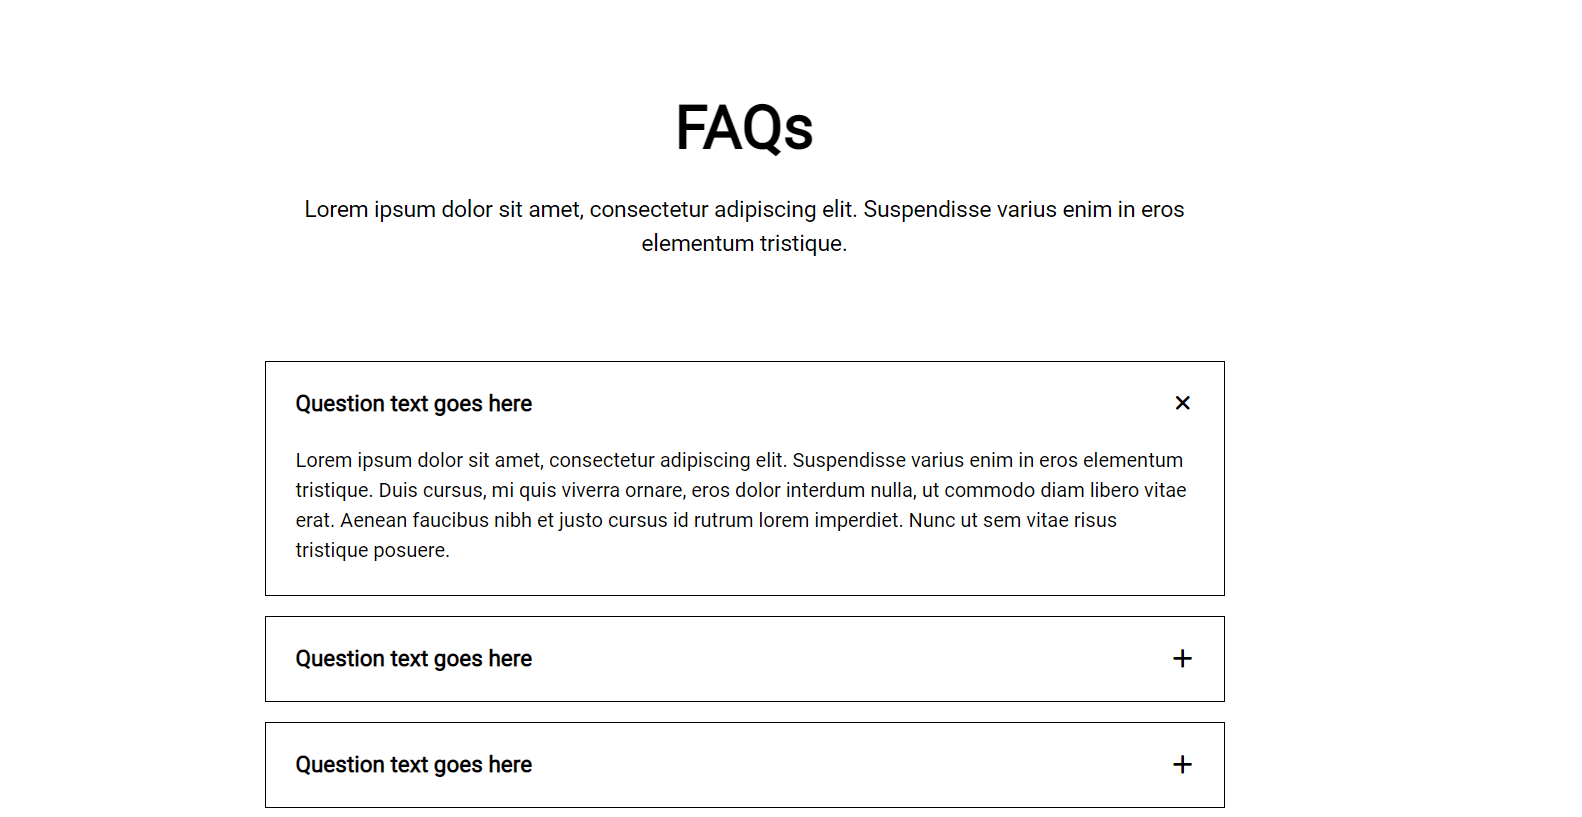 FAQs
Lorem ipsum dolor sit amet, consectetur adipiscing elit. Suspendisse varius enim in eros
elementum tristique.
Question text goes here
Lorem ipsum dolor sit amet, consectetur adipiscing elit. Suspendisse varius enim in eros elementum
tristique. Duis cursus, mi quis viverra ornare, eros dolor interdum nulla, ut commodo diam libero vitae
erat. Aenean faucibus nibh et justo cursus id rutrum lorem imperdiet. Nunc ut sem vitae risus
tristique posuere.
Question text goes here
Question text goes here